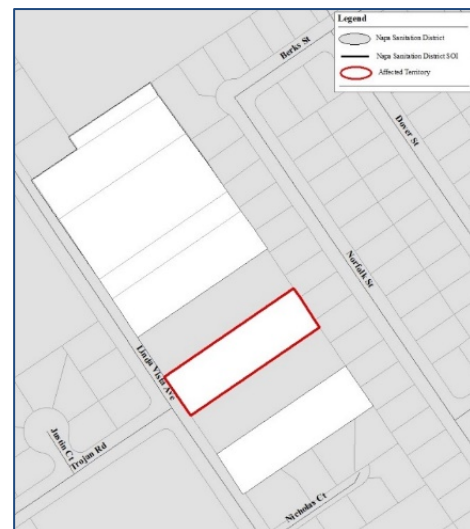 Legend
Napa Sanitation District
Napa Sanitation District SOI
Affected Territory
Berks St
Dover St
Norfolk St
Linda Vista Ave
Justin Ct
Trojan Rd
Nicholas Ct